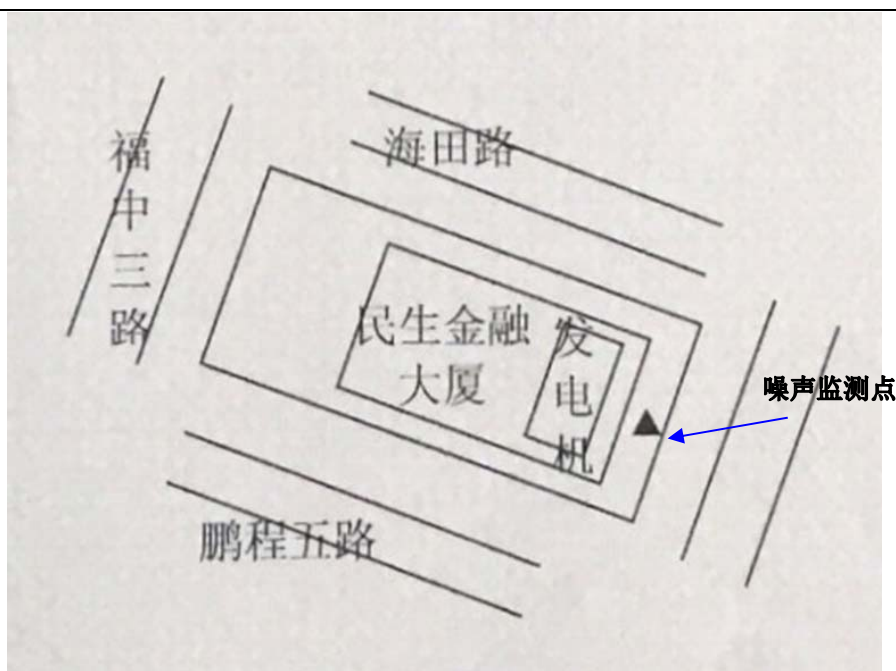 海田路
福中三路
民生金融
大厦
发电机
噪声监测点
鹏程五路